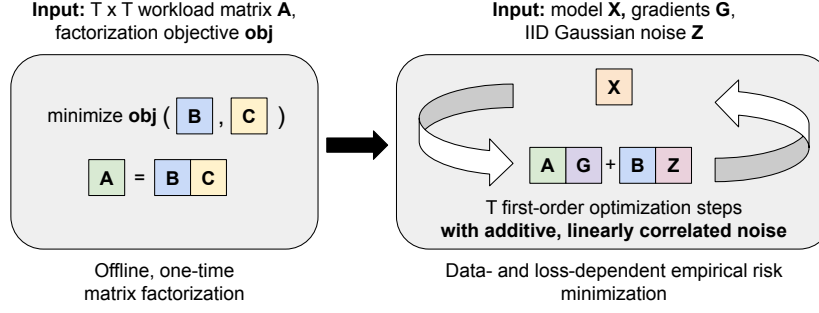 Input: T x T workload matrix A,
factorization objective obj
minimize obj ( B , C )
A = B C
Offline, one-time
matrix factorization
Input: model X, gradients G,
IID Gaussian noise Z
X
A G + B Z
T first-order optimization steps
with additive, linearly correlated noise
Data- and loss-dependent empirical risk
minimization